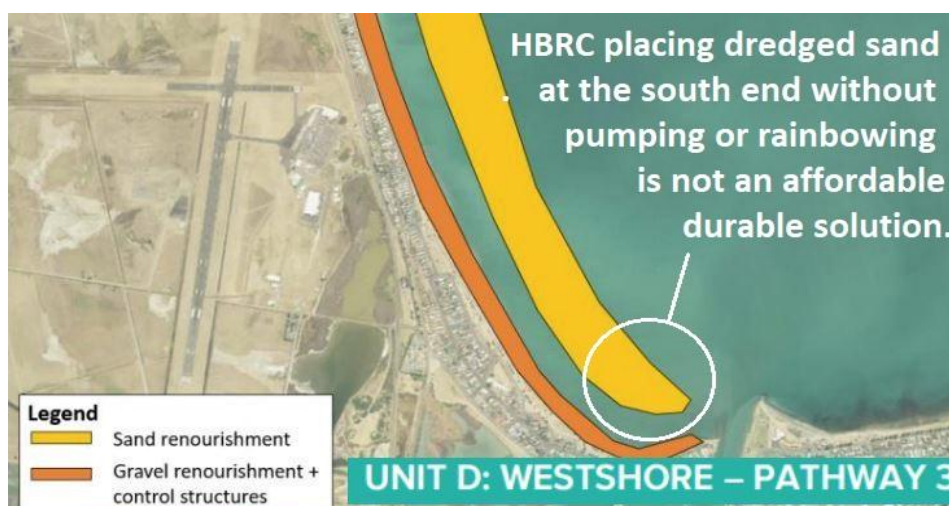 HBRC placing dredged sand
at the south end without
pumping or rainbowing
is not an affordable
durable solution.
Legend
Sand renourishment
Gravel renourishment +
control structures
UNIT D: WESTSHORE – PATHWAY 3